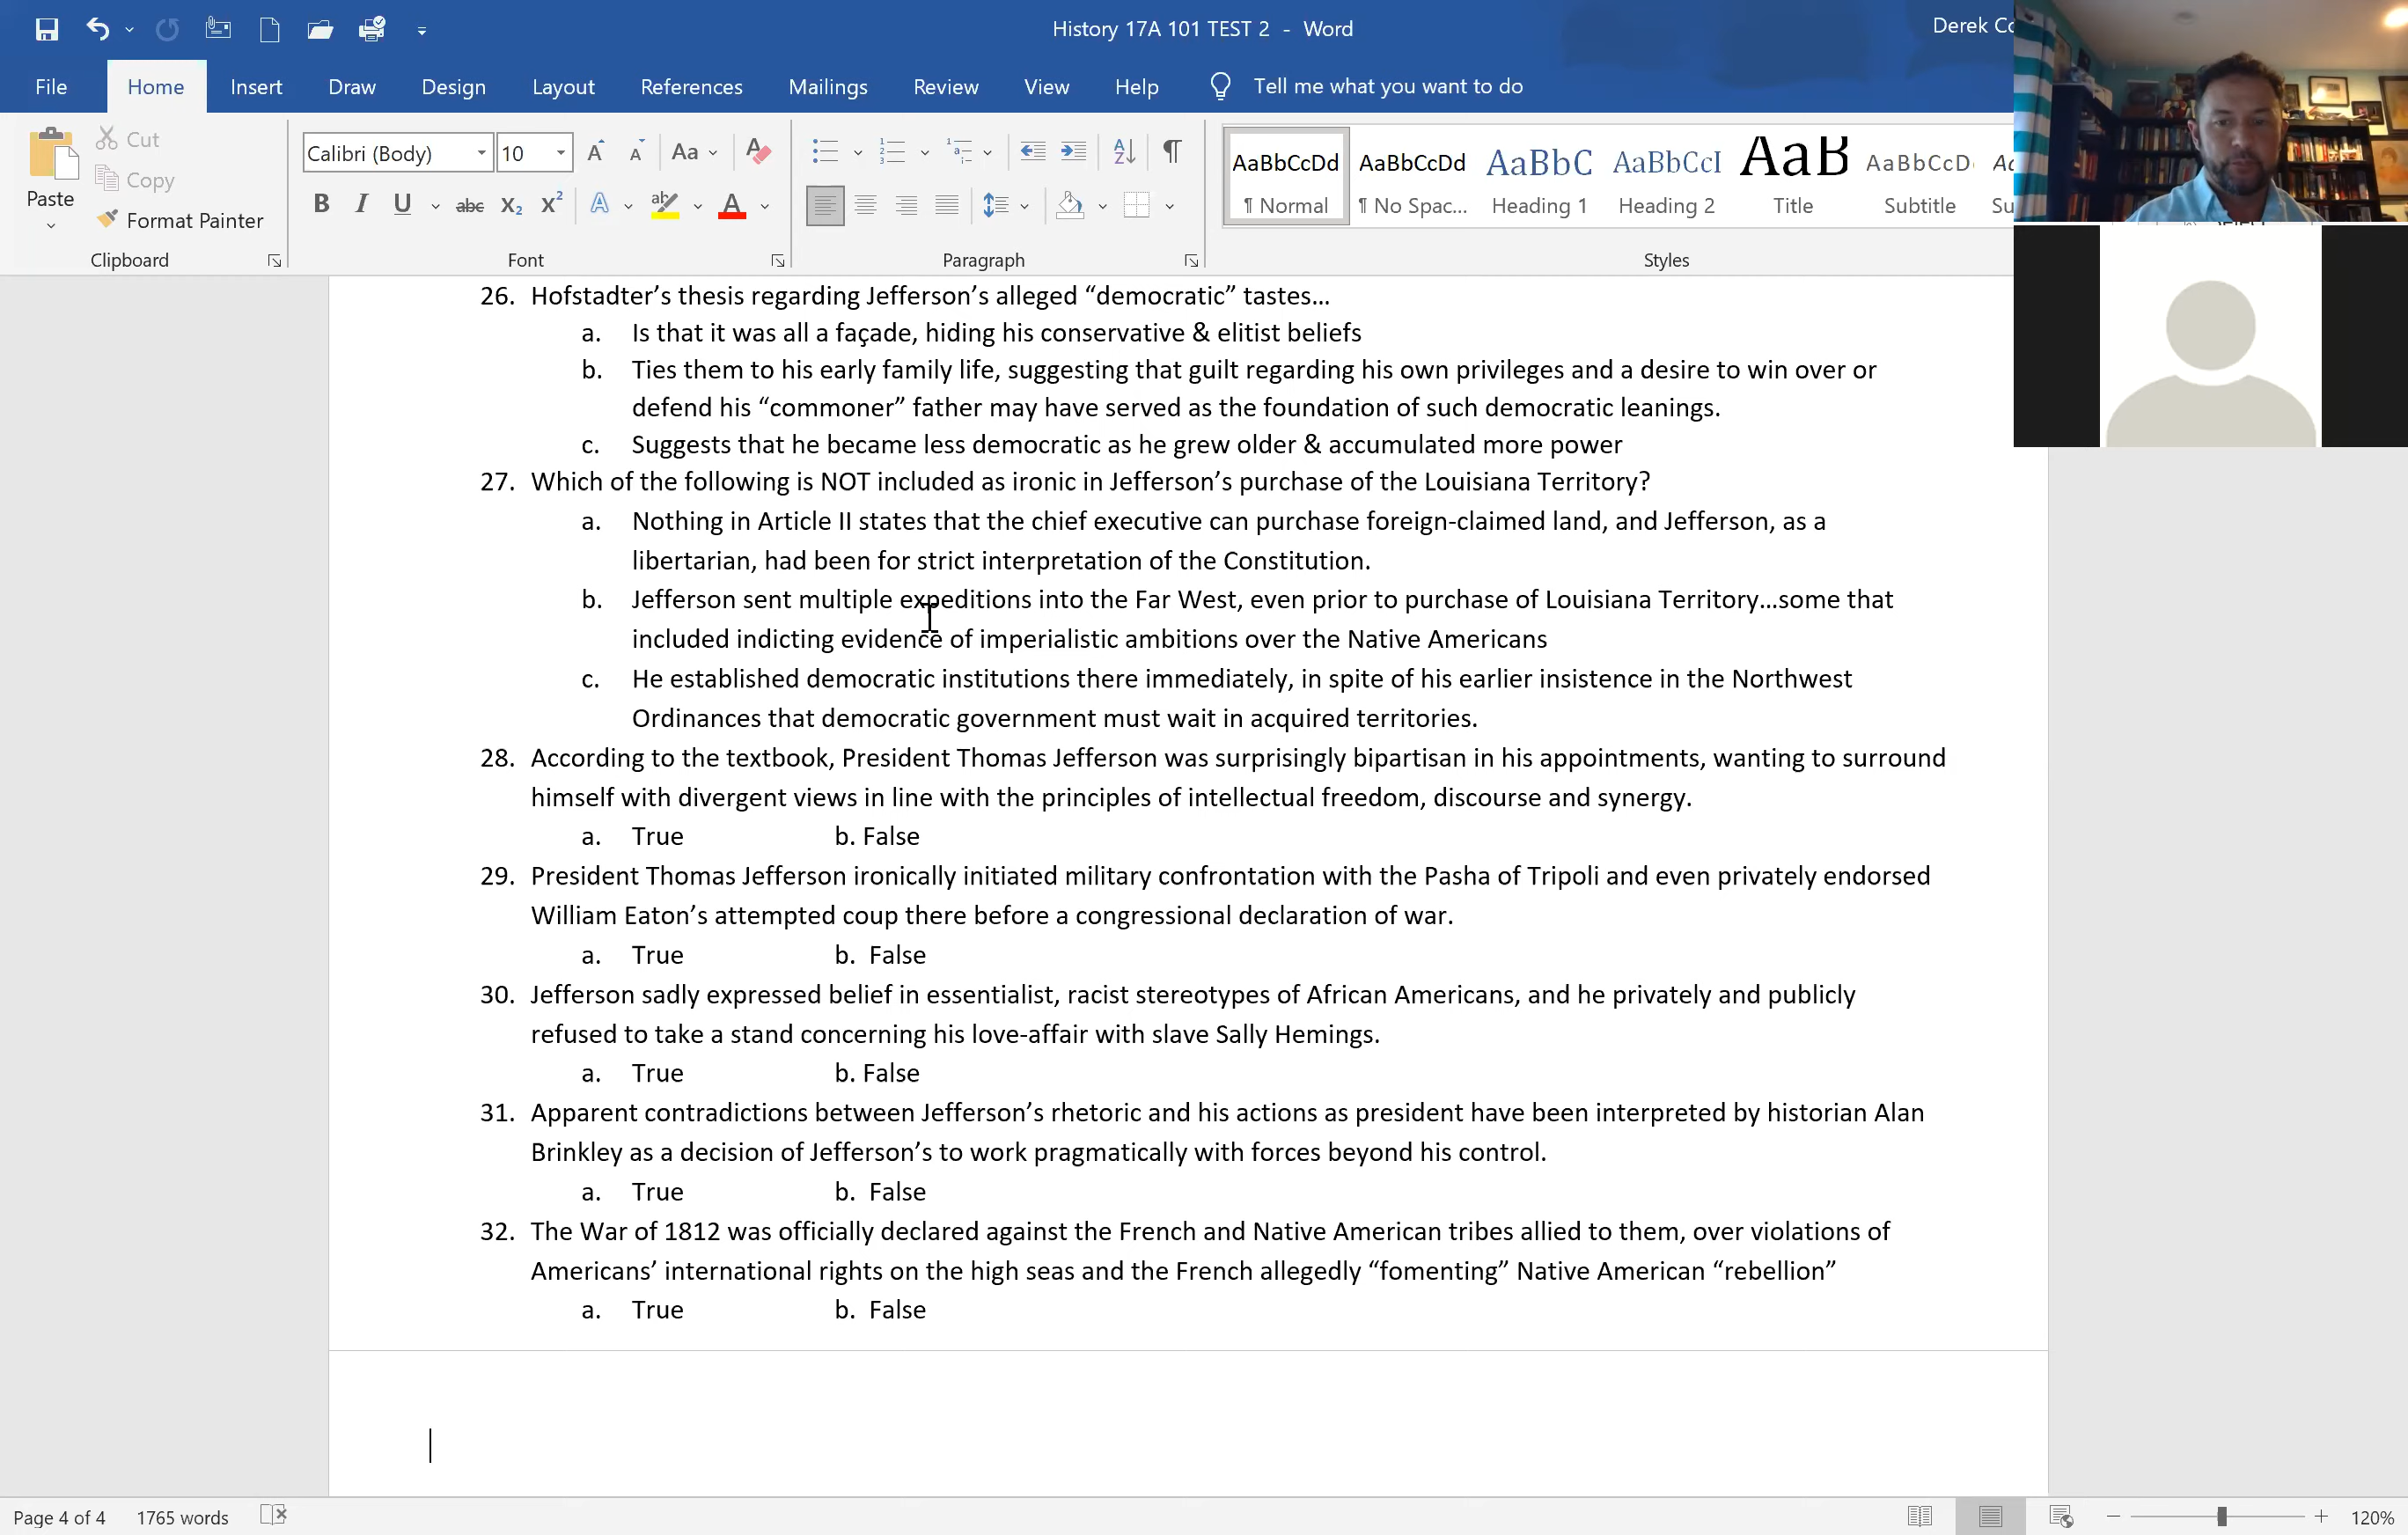 History 17A 101 TEST 2 - Word
Derek Co
File Home Insert Draw Design Layout References Mailings Review View Help Tell me what you want to do
Paste
Cut
Copy
Format Painter
Clipboard
Calibri (Body) 10
Font
Paragraph
AaBbCcDd AaBbCcDd AaBbC AaBbCcI AaB AaBbCcD
¶ Normal ¶ No Spac... Heading 1 Heading 2 Title Subtitle Su
Styles
26. Hofstadter’s thesis regarding Jefferson’s alleged “democratic” tastes…
a. Is that it was all a façade, hiding his conservative & elitist beliefs
b. Ties them to his early family life, suggesting that guilt regarding his own privileges and a desire to win over or
defend his “commoner” father may have served as the foundation of such democratic leanings.
c. Suggests that he became less democratic as he grew older & accumulated more power
27. Which of the following is NOT included as ironic in Jefferson’s purchase of the Louisiana Territory?
a. Nothing in Article II states that the chief executive can purchase foreign-claimed land, and Jefferson, as a
libertarian, had been for strict interpretation of the Constitution.
b. Jefferson sent multiple expeditions into the Far West, even prior to purchase of Louisiana Territory…some that
included indicting evidence of imperialistic ambitions over the Native Americans
c. He established democratic institutions there immediately, in spite of his earlier insistence in the Northwest
Ordinances that democratic government must wait in acquired territories.
28. According to the textbook, President Thomas Jefferson was surprisingly bipartisan in his appointments, wanting to surround
himself with divergent views in line with the principles of intellectual freedom, discourse and synergy.
a. True b. False
29. President Thomas Jefferson ironically initiated military confrontation with the Pasha of Tripoli and even privately endorsed
William Eaton’s attempted coup there before a congressional declaration of war.
a. True b. False
30. Jefferson sadly expressed belief in essentialist, racist stereotypes of African Americans, and he privately and publicly
refused to take a stand concerning his love-affair with slave Sally Hemings.
a. True b. False
31. Apparent contradictions between Jefferson’s rhetoric and his actions as president have been interpreted by historian Alan
Brinkley as a decision of Jefferson’s to work pragmatically with forces beyond his control.
a. True b. False
32. The War of 1812 was officially declared against the French and Native American tribes allied to them, over violations of
Americans’ international rights on the high seas and the French allegedly “fomenting” Native American “rebellion”
a. True b. False
Page 4 of 4 1765 words
120%